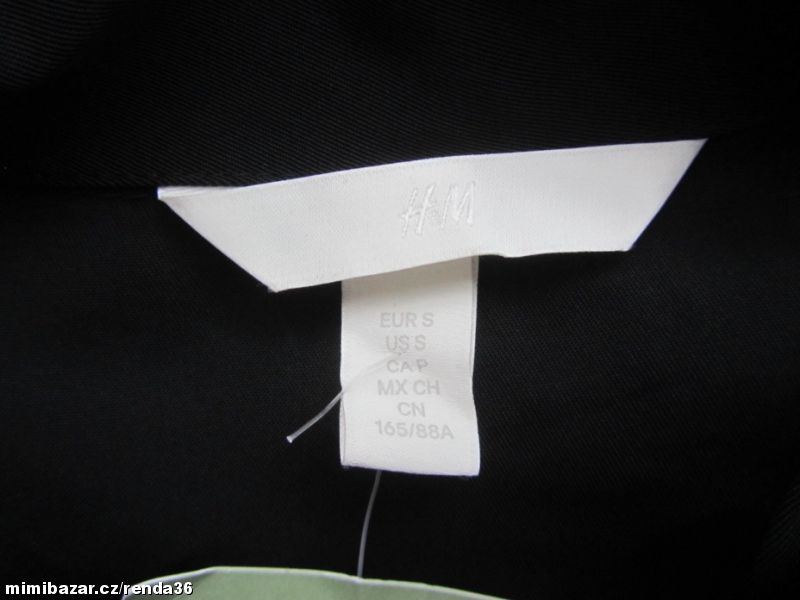 H&M
EUR S
US S
CA P
MX CH
CN
165/88A
mimibazar.cz/renda36